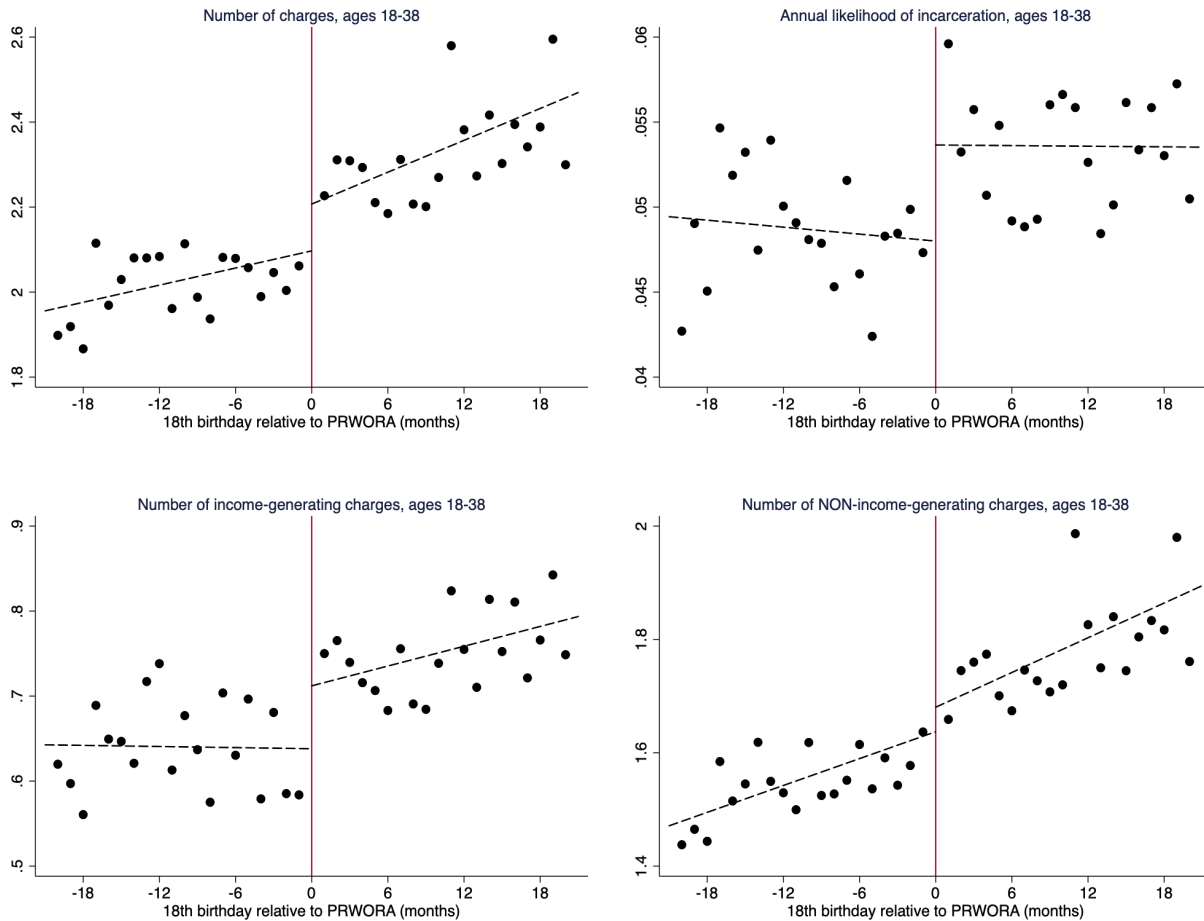 Number of charges, ages 18-38
2.6
2.4
2.2
2
1.8
-18 -12 -6 0 6 12 18
18th birthday relative to PRWORA (months)
Annual likelihood of incarceration, ages 18-38
.06
.055
.05
.045
.04
-18 -12 -6 0 6 12 18
18th birthday relative to PRWORA (months)
Number of income-generating charges, ages 18-38
.9
.8
.7
.6
.5
-18 -12 -6 0 6 12 18
18th birthday relative to PRWORA (months)
Number of NON-income-generating charges, ages 18-38
2
1.8
1.6
1.4
-18 -12 -6 0 6 12 18
18th birthday relative to PRWORA (months)